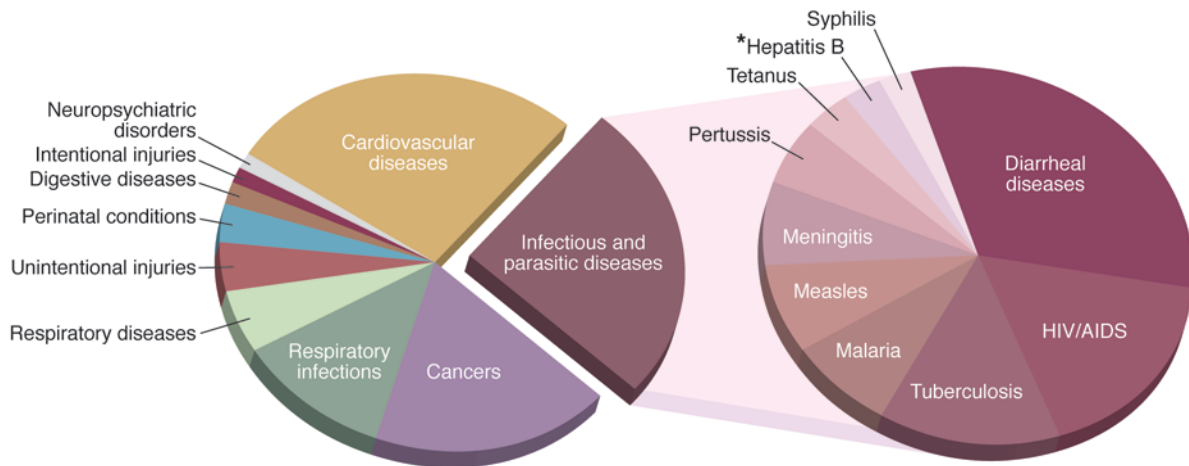 Neuropsychiatric
disorders
Intentional injuries
Digestive diseases
Perinatal conditions
Unintentional injuries
Respiratory diseases
Cardiovascular
diseases
Respiratory
infections
Cancers
Infectious and
parasitic diseases
Syphilis
*Hepatitis B
Tetanus
Pertussis
Meningitis
Measles
Malaria
Tuberculosis
HIV/AIDS
Diarrheal
diseases